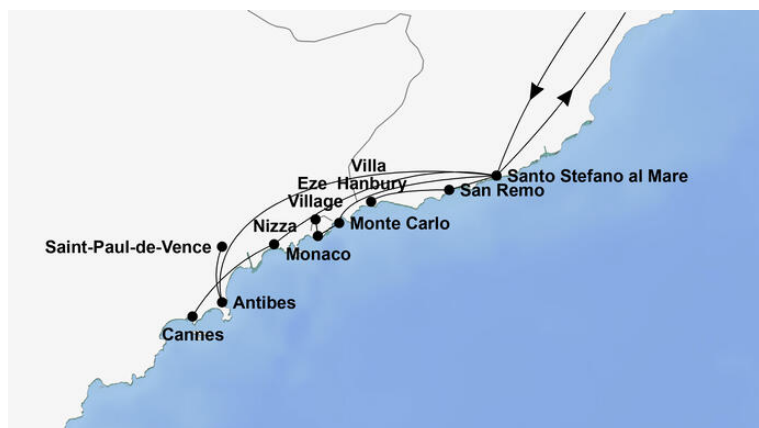 Villa
Hanbury
Eze
Village
Santo Stefano al Mare
San Remo
Nizza
Monte Carlo
Saint-Paul-de-Vence
Monaco
Antibes
Cannes